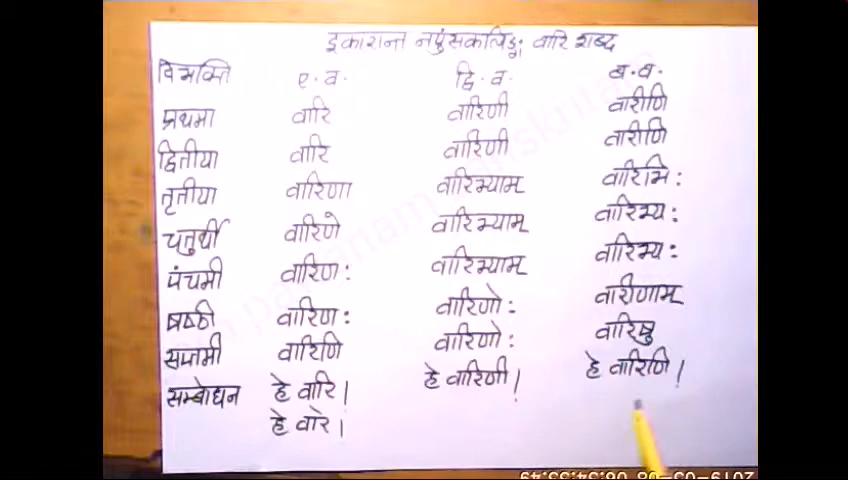 इकारान्त नपुंसकलिङ्गः वारि शब्द
विभक्ति ए.व. द्वि.व. ब.व.
प्रथमा वारि वारिणी वारीणि
द्वितीया वारि वारिणी वारीणि
तृतीया वारिणा वारिभ्याम् वारिभिः
चतुर्थी वारिणे वारिभ्याम् वारिभ्यः
पंचमी वारिणः वारिभ्याम् वारिभ्यः
षष्ठी वारिणः वारिणोः वारीणाम्
सप्तमी वारिणि वारिणोः वारिषु
सम्बोधन हे वारि। हे वारिणी! हे वारिणि!
हे वारे।